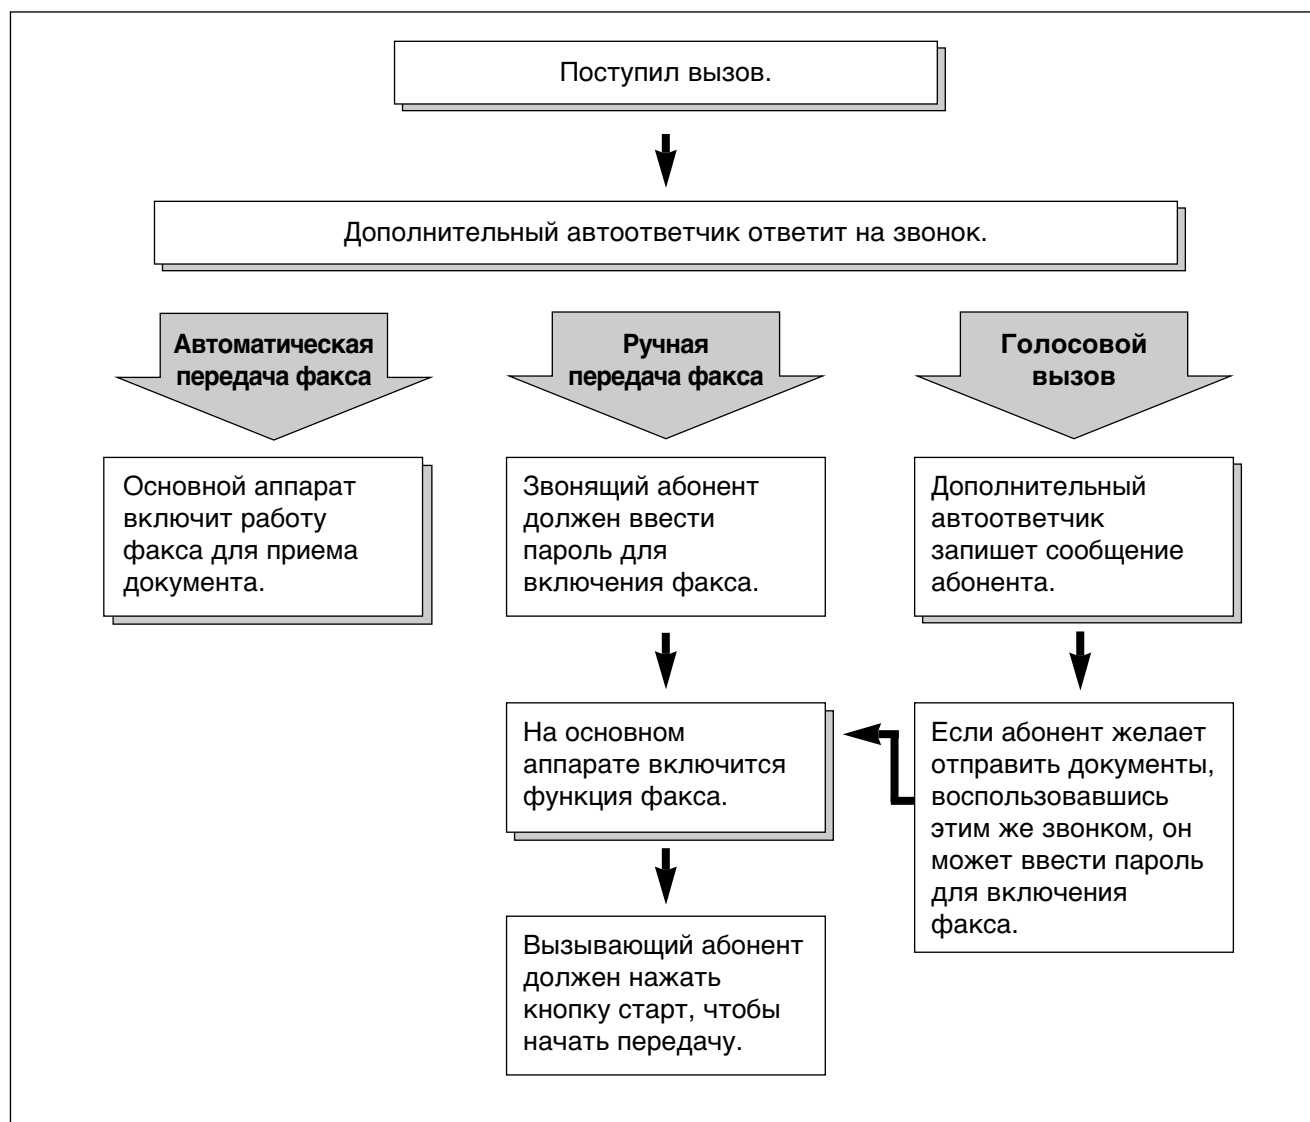 Поступил вызов.
Дополнительный автоответчик ответит на звонок.
Автоматическая
передача факса
Ручная
передача факса
Голосовой
вызов
Основной аппарат
включит работу
факса для приема
документа.
Звонящий абонент
должен ввести
пароль для
включения факса.
Дополнительный
автоответчик
запишет сообщение
абонента.
На основном
аппарате включится
функция факса.
Если абонент желает
отправить документы,
воспользовавшись
этим же звонком, он
может ввести пароль
для включения
факса.
Вызывающий абонент
должен нажать
кнопку старт, чтобы
начать передачу.